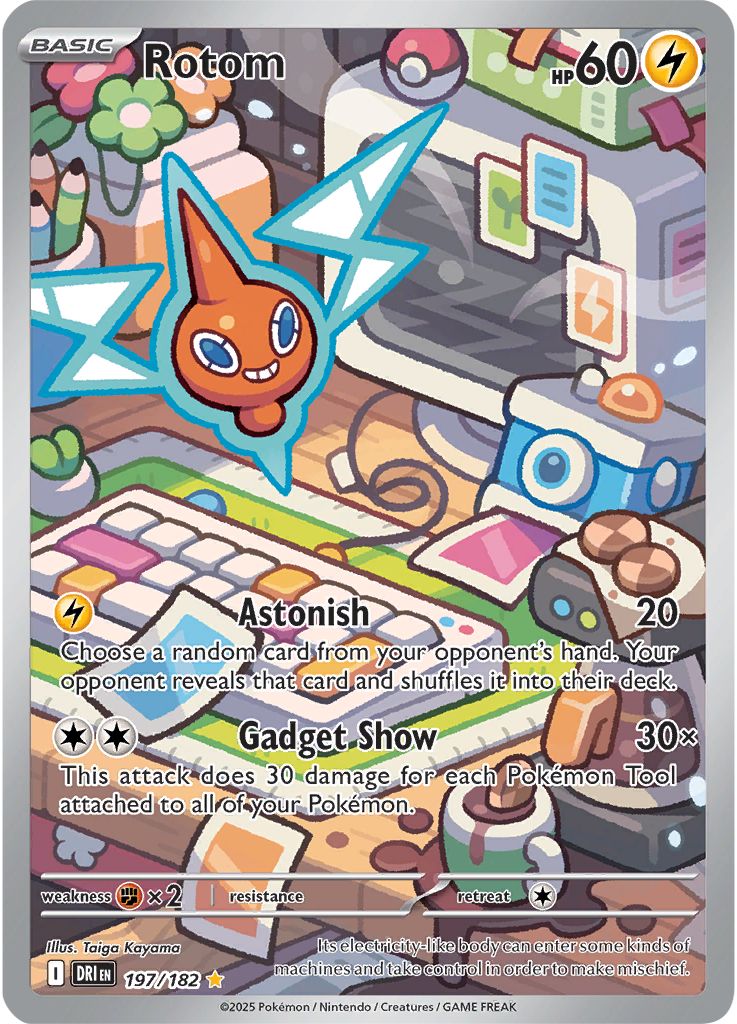 BASIC Rotom HP 60
Astonish 20
Choose a random card from your opponent's hand. Your
opponent reveals that card and shuffles it into their deck.
Gadget Show 30×
This attack does 30 damage for each Pokémon Tool
attached to all of your Pokémon.
weakness ×2 resistance retreat
Illus. Taiga Kayama
Its electricity-like body can enter some kinds of
machines and take control in order to make mischief.
I DRI EN 197/182
©2025 Pokémon / Nintendo / Creatures / GAME FREAK